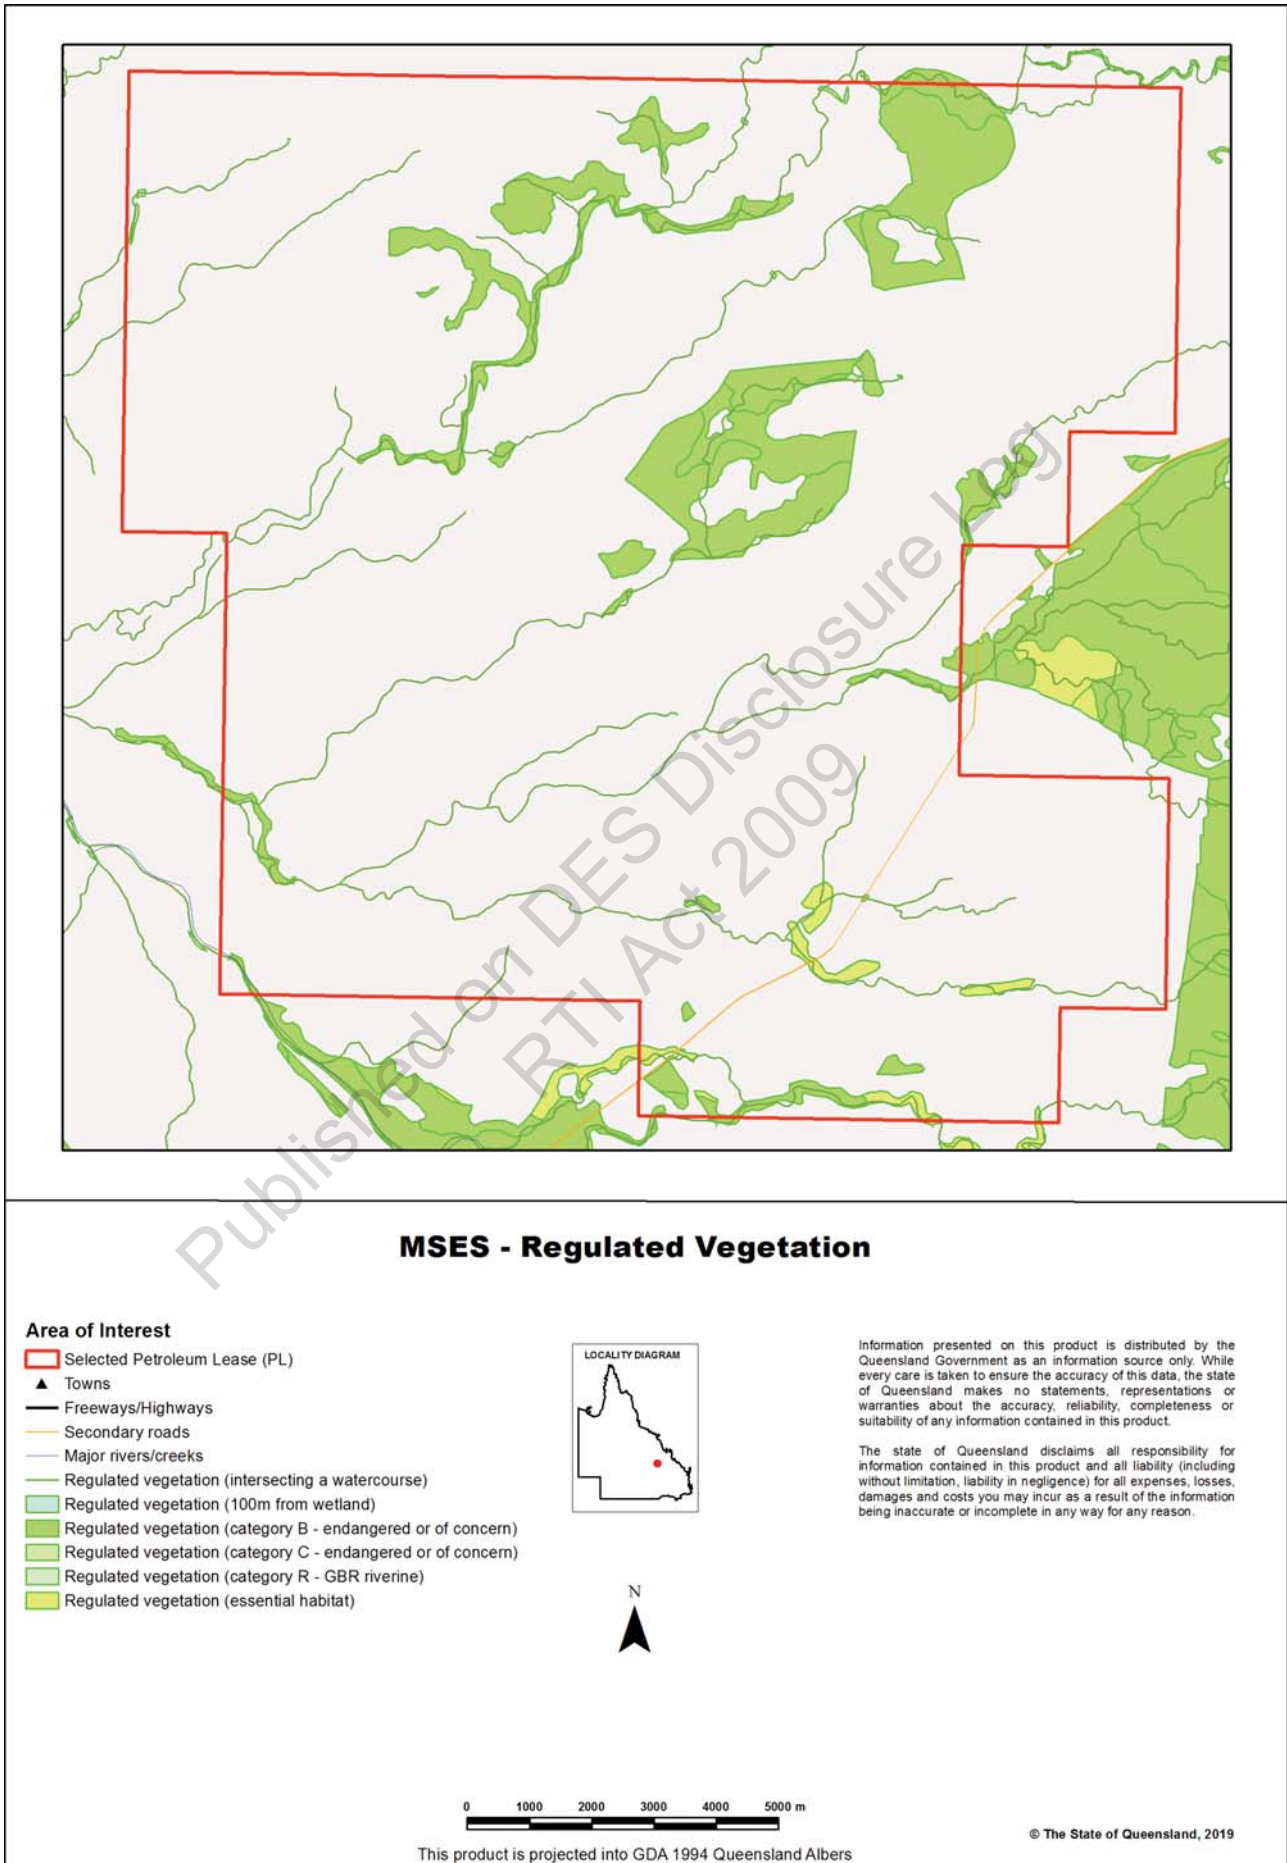 Published on DES Disclosure Log
RTI Act 2009
MSES - Regulated Vegetation
Area of Interest
Selected Petroleum Lease (PL)
Towns
Freeways/Highways
Secondary roads
Major rivers/creeks
Regulated vegetation (intersecting a watercourse)
Regulated vegetation (100m from wetland)
Regulated vegetation (category B - endangered or of concern)
Regulated vegetation (category C - endangered or of concern)
Regulated vegetation (category R - GBR riverine)
Regulated vegetation (essential habitat)
LOCALITY DIAGRAM
N
Information presented on this product is distributed by the
Queensland Government as an information source only. While
every care is taken to ensure the accuracy of this data, the state
of Queensland makes no statements, representations or
warranties about the accuracy, reliability, completeness or
suitability of any information contained in this product.
The state of Queensland disclaims all responsibility for
information contained in this product and all liability (including
without limitation, liability in negligence) for all expenses, losses,
damages and costs you may incur as a result of the information
being inaccurate or incomplete in any way for any reason.
0 1000 2000 3000 4000 5000 m
This product is projected into GDA 1994 Queensland Albers
© The State of Queensland, 2019